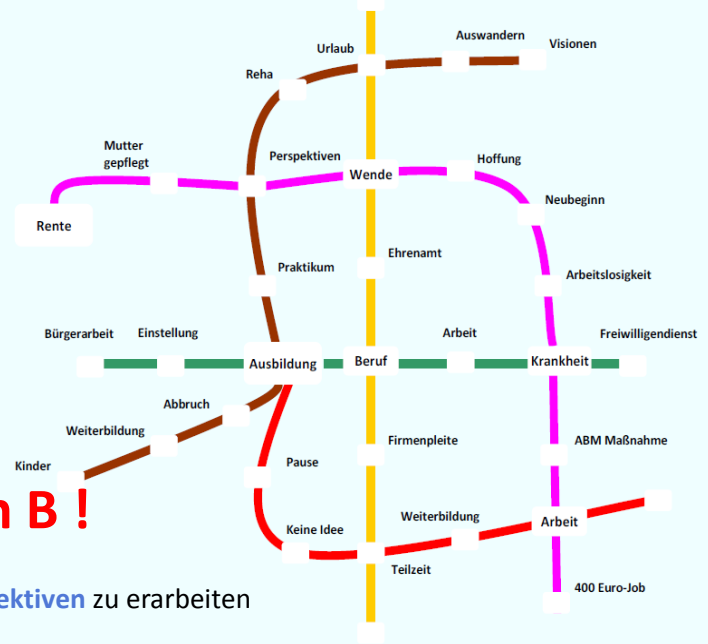 Auswandern
Visionen
Urlaub
Reha
Mutter
gepflegt
Perspektiven
Wende
Hoffung
Neubeginn
Rente
Ehrenamt
Praktikum
Arbeitslosigkeit
Bürgerarbeit
Einstellung
Arbeit
Freiwilligendienst
Ausbildung
Beruf
Krankheit
Abbruch
Weiterbildung
Firmenpleite
ABM Maßnahme
Kinder
Pause
n B !
Keine Idee
Weiterbildung
Arbeit
Teilzeit
400 Euro-Job
ektiven zu erarbeiten